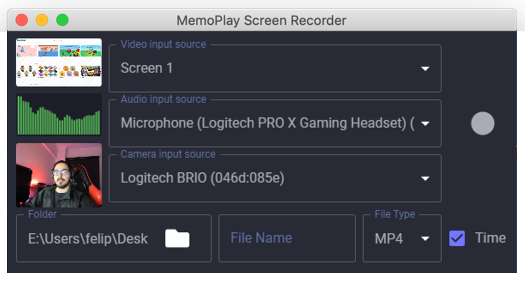 MemoPlay Screen Recorder
Video input source
Screen 1
Audio input source
Microphone (Logitech PRO X Gaming Headset) (
Camera input source
Logitech BRIO (046d:085e)
Folder
E:\Users\felip\Desk
File Name
File Type
MP4
Time